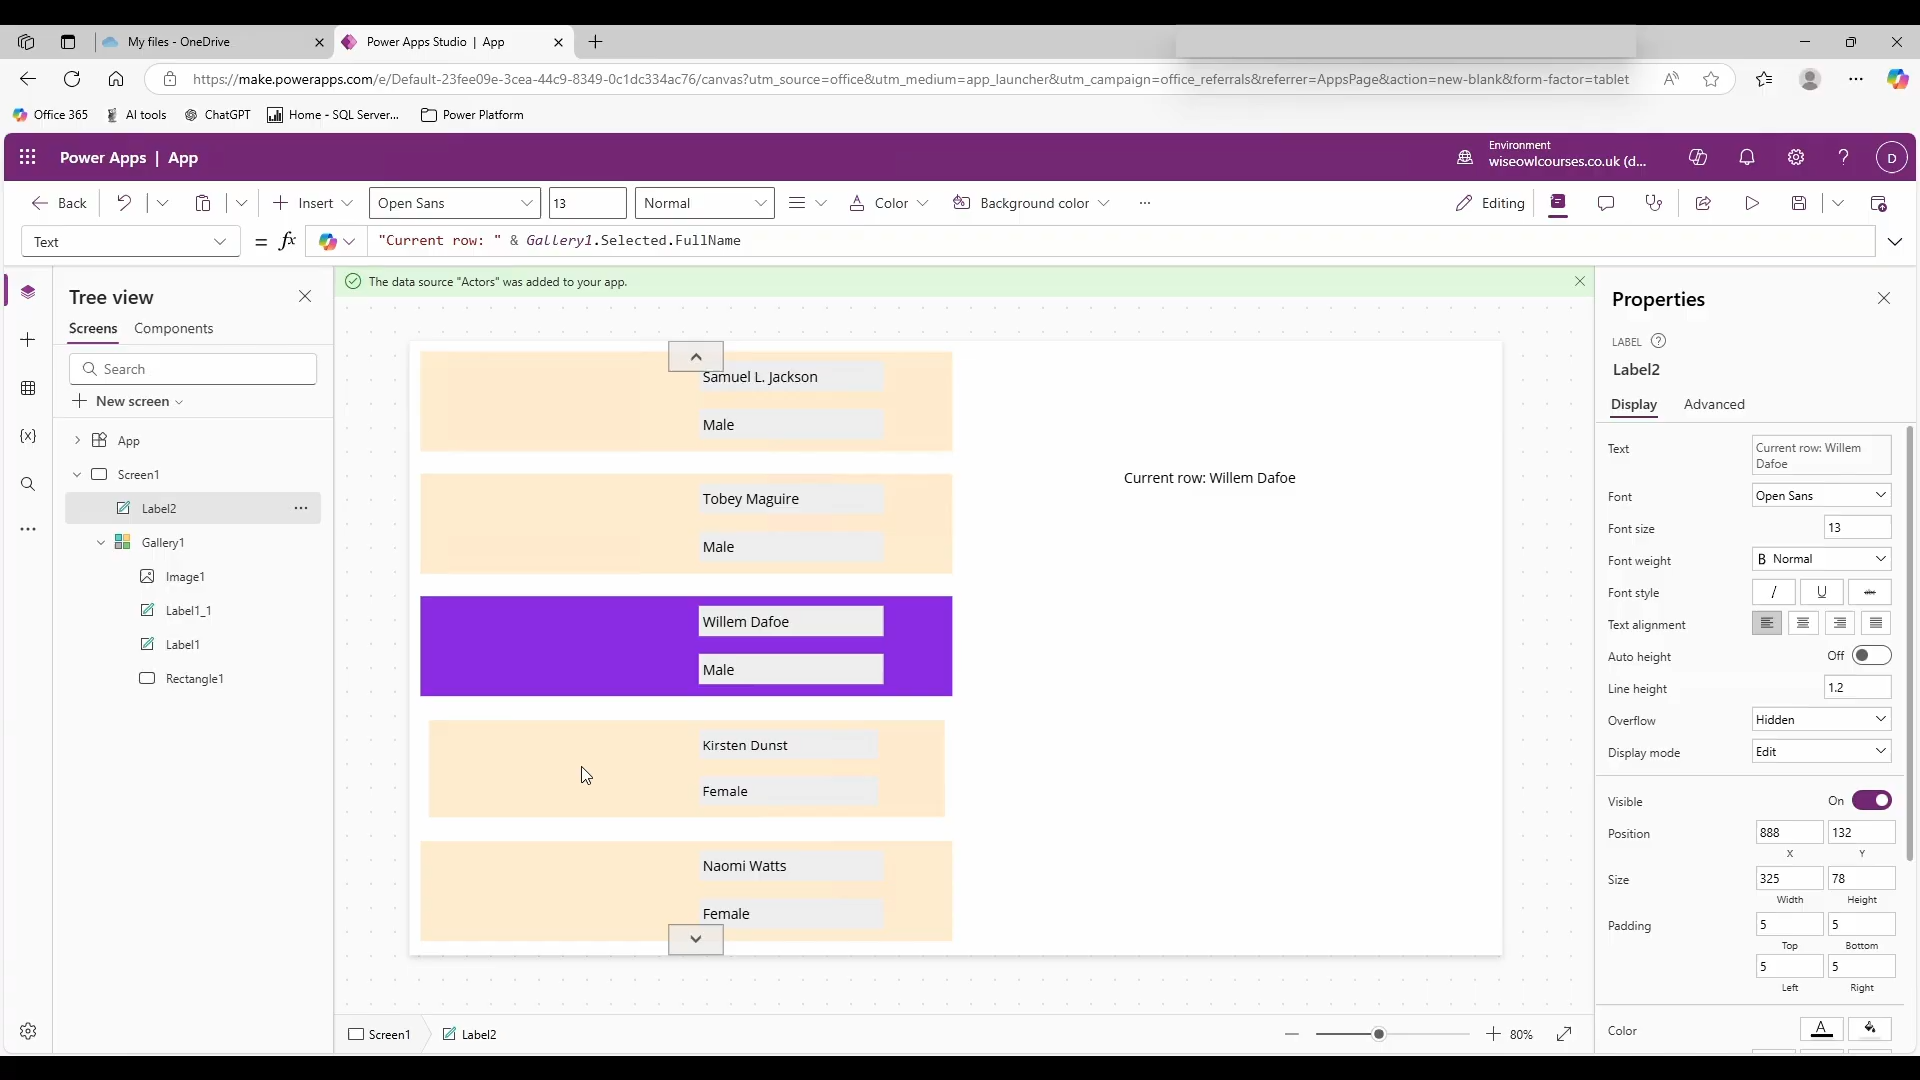 My files - OneDrive
Power Apps Studio | App
https://make.powerapps.com/e/Default-23fee09e-3cea-44c9-8349-0c1dc334ac76/canvas?utm_source=office&utm_medium=app_launcher&utm_campaign=office_referrals&referrer=AppsPage&action=new-blank&form-factor=tablet
Office 365
AI tools
ChatGPT
Home - SQL Server...
Power Platform
Power Apps | App
Environment
wiseowlcourses.co.uk (d...
D
Back
Insert
Open Sans
13
Normal
Color
Background color
...
Editing
Text
= fx
"Current row: " & Gallery1.Selected.FullName
Tree view
Screens
Components
Search
New screen
App
Screen1
Label2
...
Gallery1
Image1
Label1_1
Label1
Rectangle1
The data source "Actors" was added to your app.
Samuel L. Jackson
Male
Tobey Maguire
Male
Willem Dafoe
Male
Kirsten Dunst
Female
Naomi Watts
Female
Current row: Willem Dafoe
Screen1
Label2
80%
Properties
LABEL
Label2
Display
Advanced
Text
Current row: Willem
Dafoe
Font
Open Sans
Font size
13
Font weight
B Normal
Font style
/ U
Text alignment
Auto height
Off
Line height
1.2
Overflow
Hidden
Display mode
Edit
Visible
On
Position
888
132
X
Y
Size
325
78
Width
Height
Padding
5
5
Top
Bottom
5
5
Left
Right
Color
A